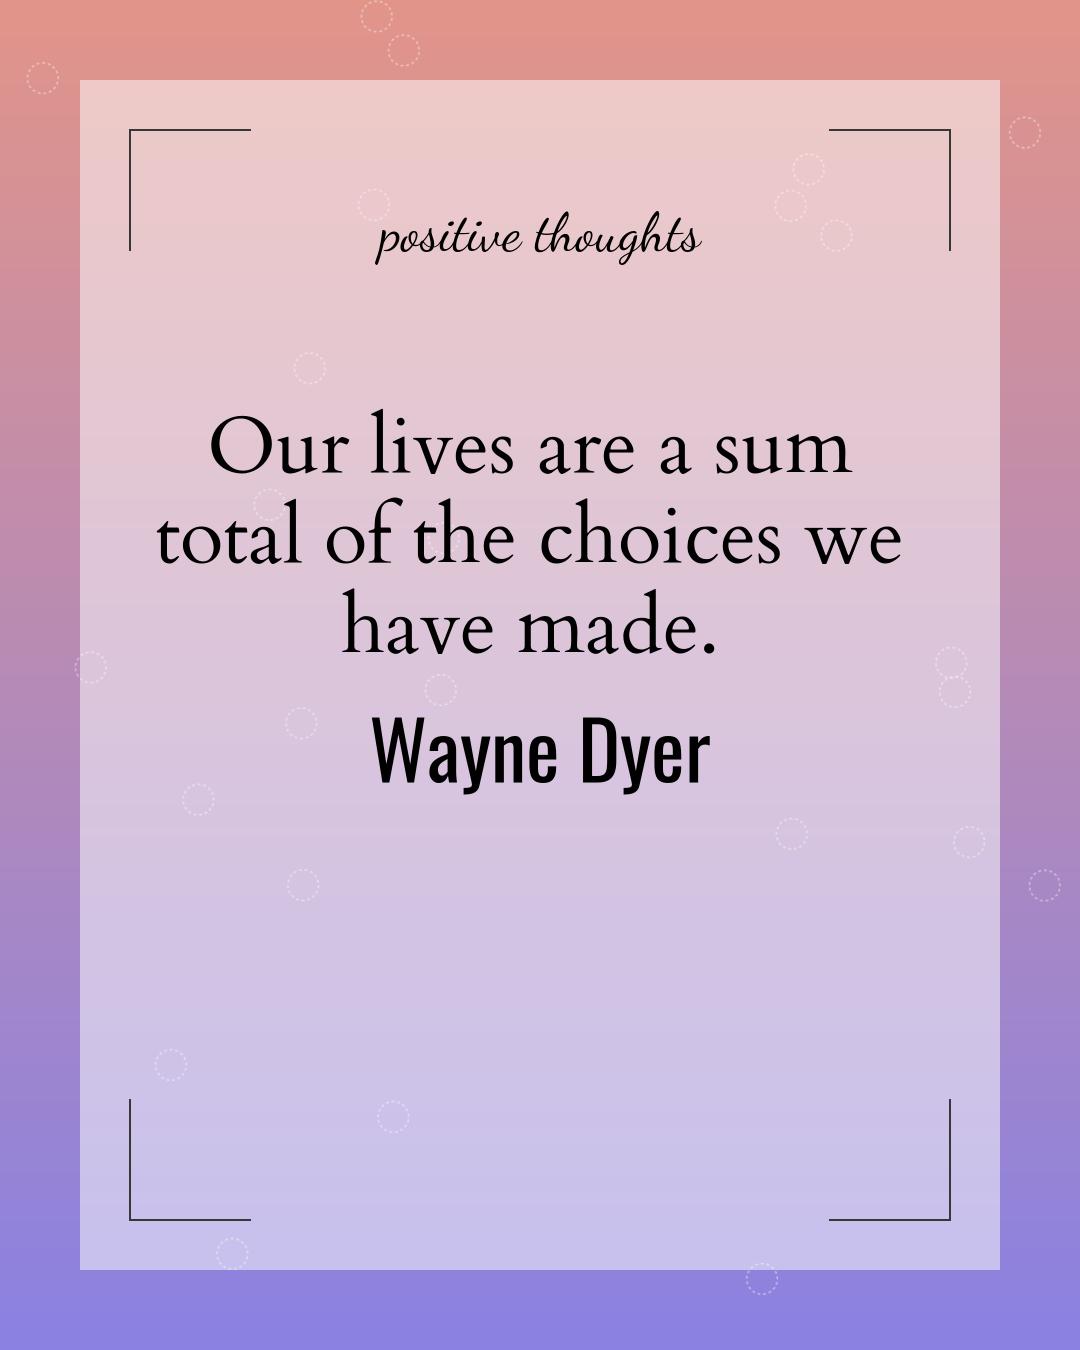 positive thoughts
Our lives are a sum
total of the choices we
have made.
Wayne Dyer